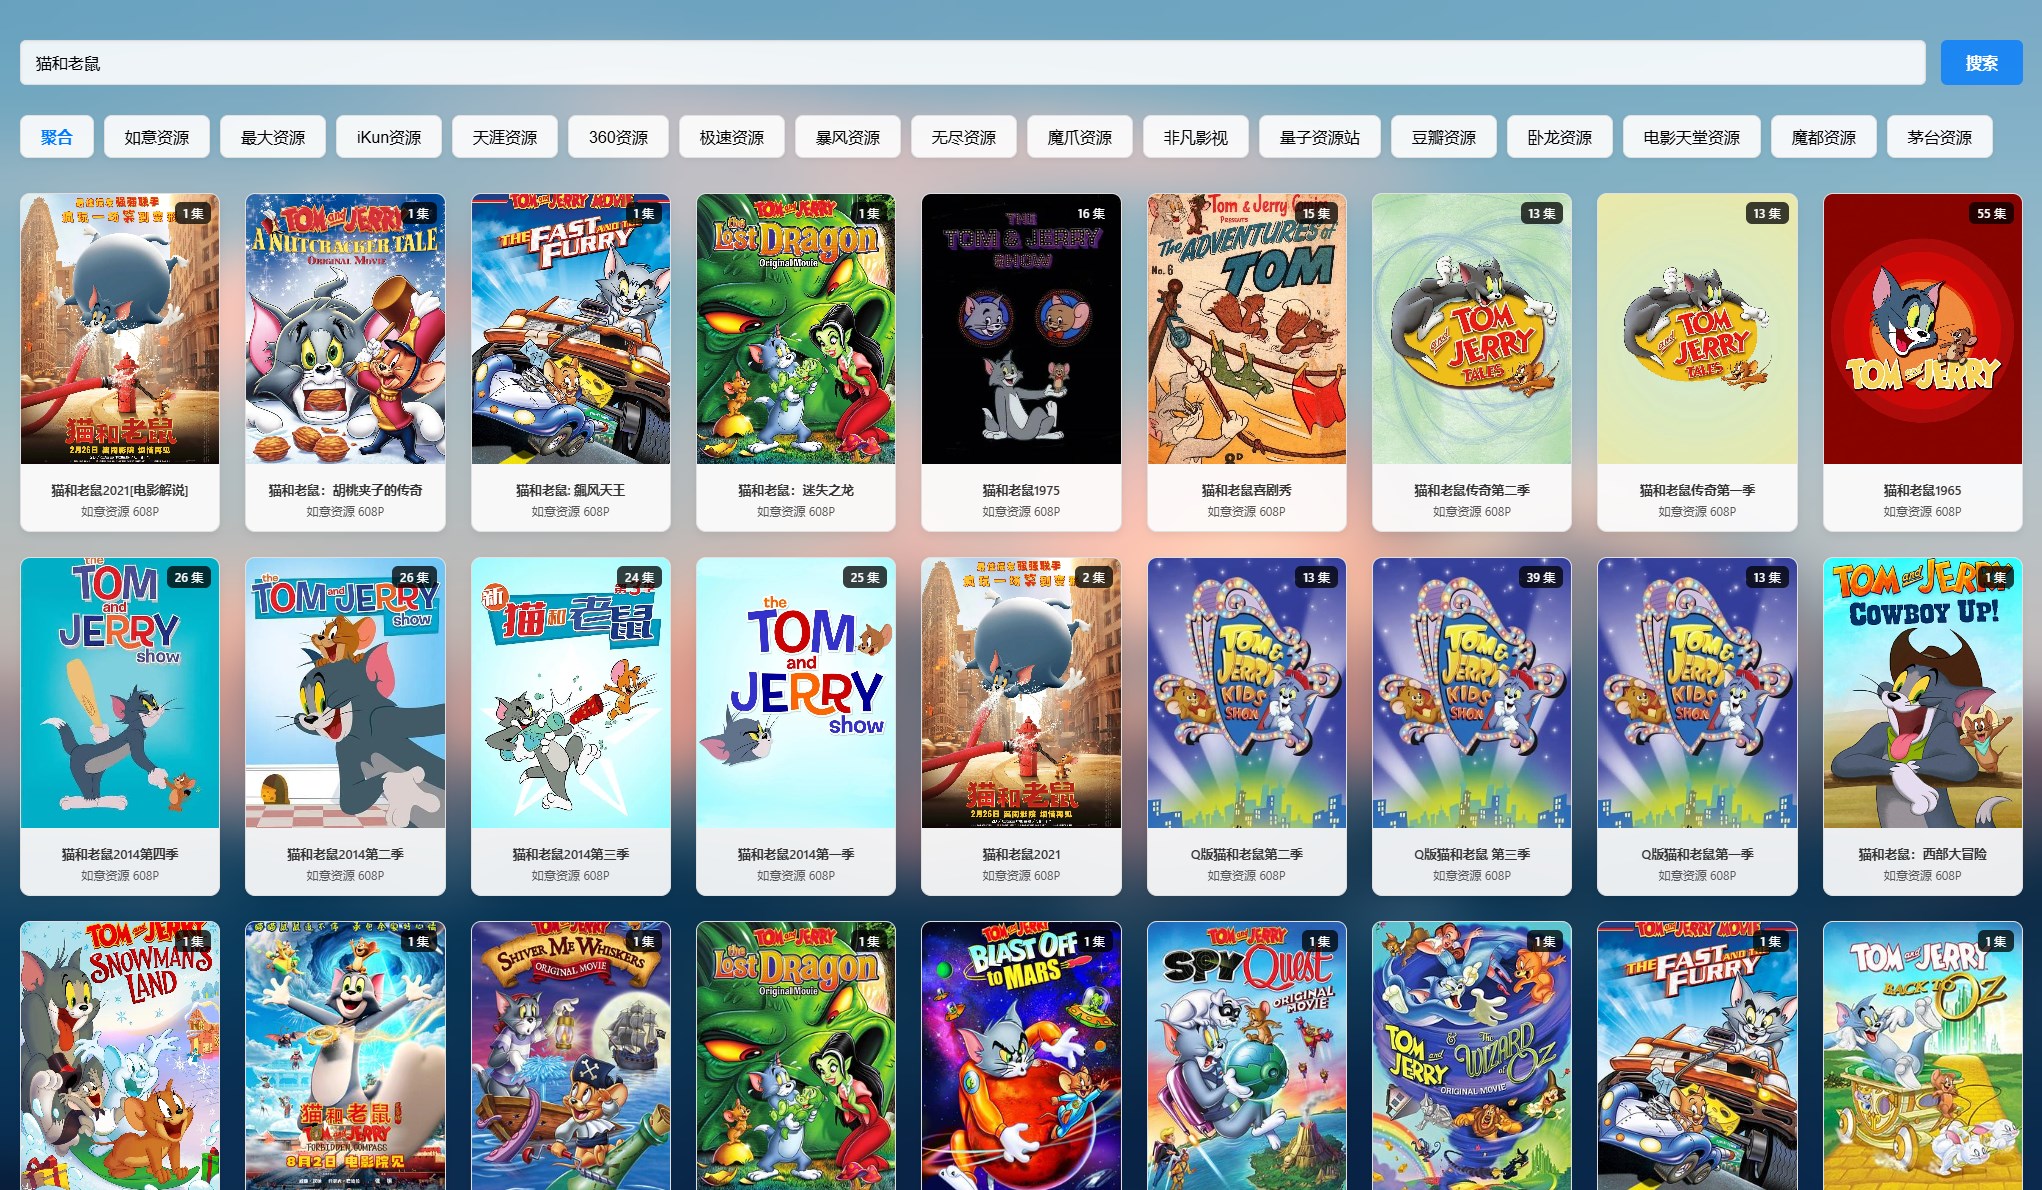 猫和老鼠
搜索
聚合
如意资源
最大资源
iKun资源
天涯资源
360资源
极速资源
暴风资源
无尽资源
魔爪资源
非凡影视
量子资源站
豆瓣资源
卧龙资源
电影天堂资源
魔都资源
茅台资源
1 集
猫和老鼠
2月26日
猫和老鼠2021[电影解说]
如意资源 608P
TOM and JERRY
1 集
A NUTCRACKER TALE
ORIGINAL MOVIE
猫和老鼠：胡桃夹子的传奇
如意资源 608P
TOM and JERRY MOVIE
1 集
THE FAST AND THE FURRY
猫和老鼠: 飙风天王
如意资源 608P
TOM and JERRY
1 集
the Lost Dragon
Original Movie
猫和老鼠：迷失之龙
如意资源 608P
16 集
THE
TOM & JERRY
SHOW
猫和老鼠1975
如意资源 608P
Tom & Jerry Comics
15 集
PRESENTS
The ADVENTURES of
No. 6
TOM
8D
猫和老鼠喜剧秀
如意资源 608P
13 集
TOM
and JERRY
TALES
猫和老鼠传奇第二季
如意资源 608P
13 集
TOM
and JERRY
TALES
猫和老鼠传奇第一季
如意资源 608P
55 集
TOM and JERRY
猫和老鼠1965
如意资源 608P
the
26 集
TOM
and
JERRY
show
猫和老鼠2014第四季
如意资源 608P
26 集
the
TOM and JERRY
show
猫和老鼠2014第二季
如意资源 608P
24 集
新猫和老鼠
猫和老鼠2014第三季
如意资源 608P
25 集
the
TOM
and
JERRY
show
猫和老鼠2014第一季
如意资源 608P
2 集
猫和老鼠
2月26日
猫和老鼠2021
如意资源 608P
13 集
TOM &
JERRY
KIDS
SHOW
Q版猫和老鼠第二季
如意资源 608P
39 集
TOM &
JERRY
KIDS
SHOW
Q版猫和老鼠 第三季
如意资源 608P
13 集
TOM &
JERRY
KIDS
SHOW
Q版猫和老鼠第一季
如意资源 608P
TOM and JERRY
1 集
COWBOY UP!
猫和老鼠：西部大冒险
如意资源 608P
TOM and JERRY
1 集
SNOWMAN'S
LAND
1 集
猫和老鼠
TOM and JERRY
FORBIDDEN COMPASS
8月2日 电影院见
TOM and JERRY
1 集
SHIVER ME WHISKERS
ORIGINAL MOVIE
TOM and JERRY
1 集
the Lost Dragon
Original Movie
TOM and JERRY
1 集
BLAST OFF
to MARS
TOM and JERRY
1 集
SPY Quest
ORIGINAL
MOVIE
1 集
TOM and JERRY
& The WIZARD of OZ
ORIGINAL MOVIE
TOM and JERRY MOVIE
1 集
THE FAST AND THE FURRY
1 集
TOM and JERRY
BACK TO OZ